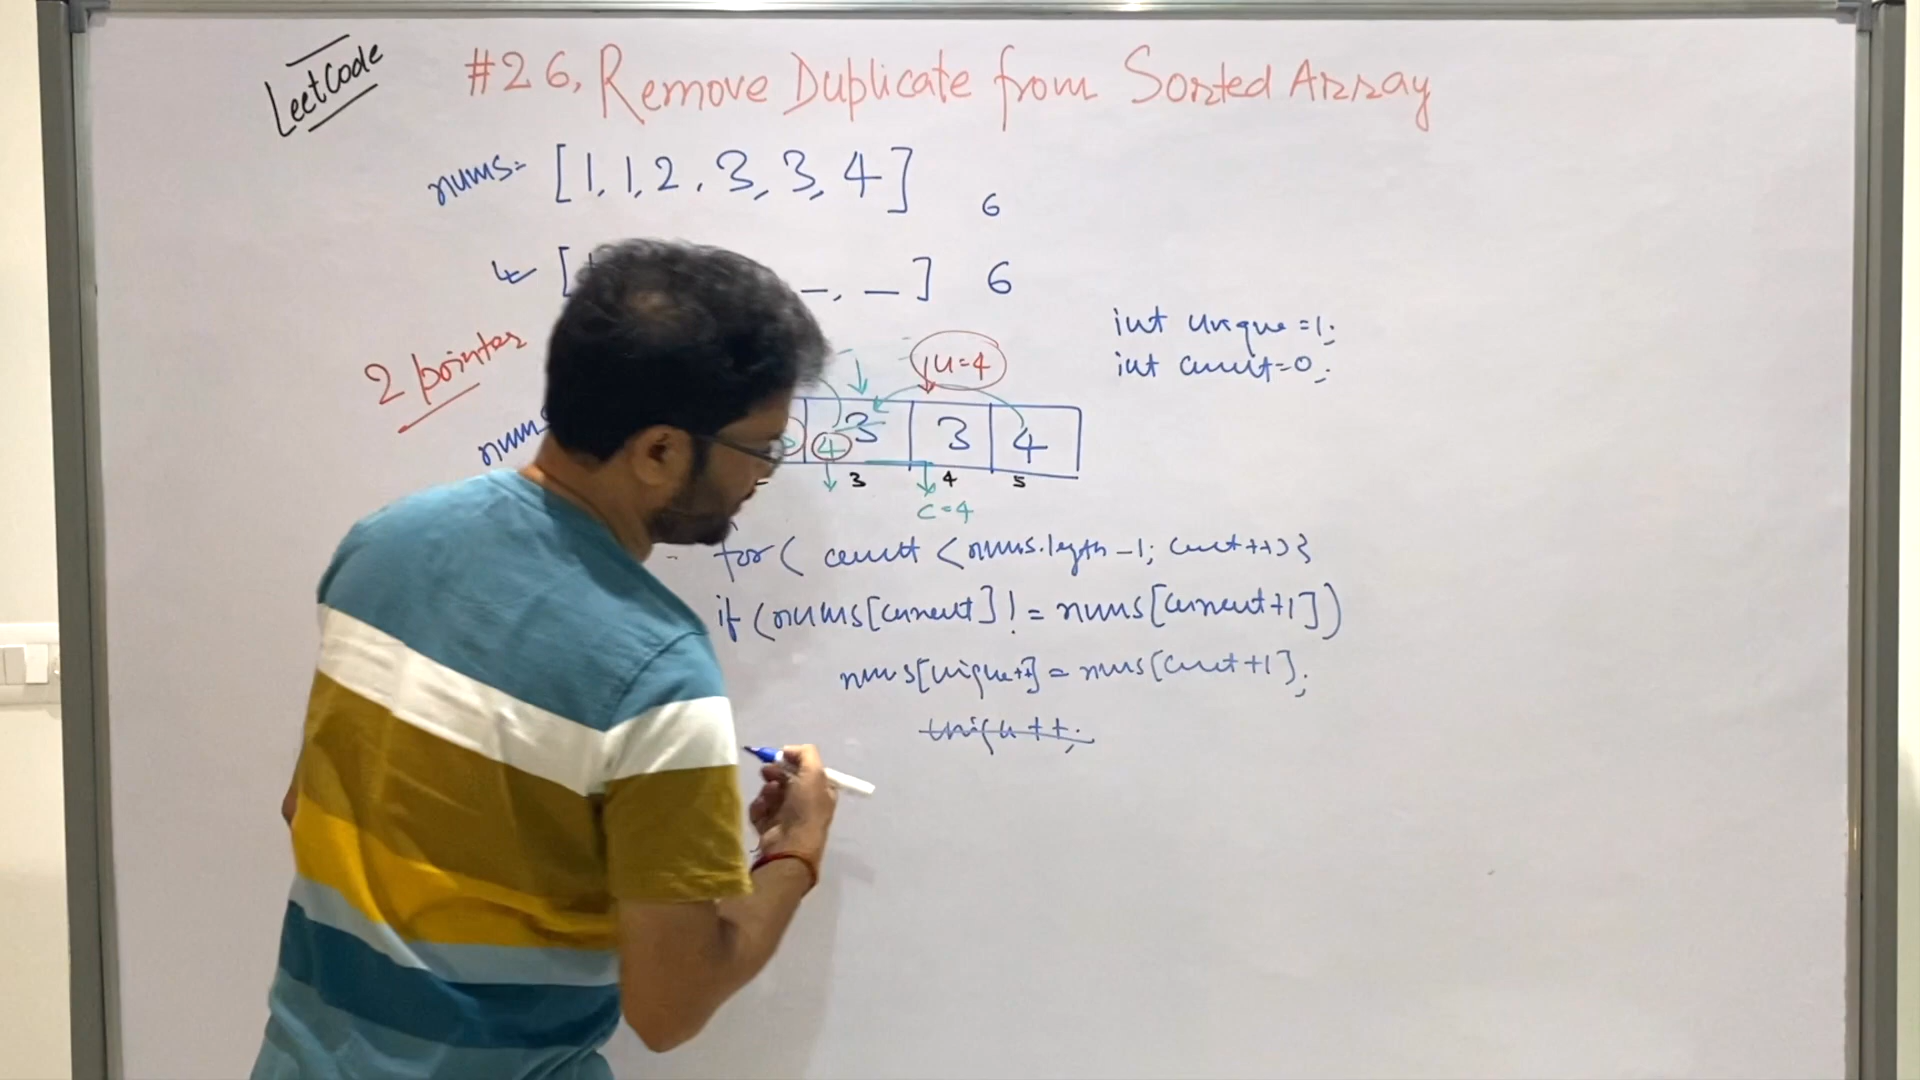 LeetCode
#26. Remove Duplicate from Sorted Array
nums= [1,1,2,3,3,4] 6
[ _, _ ] 6
int unique=1;
int current=0;
2 pointer
u=4
nums
4 3 3 4
3 4 5
c=4
for( current<nums.length-1; current++){
if(nums[current]!=nums[current+1])
nums[unique++]=nums[current+1];
unique++;